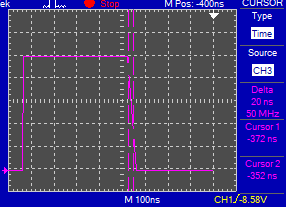 ek Stop M Pos: -400ns CURSOR
Type
Time
Source
CH3
Delta
20 ns
50 MHz
Cursor 1
-372 ns
Cursor 2
-352 ns
M 100ns CH1/-8.58V